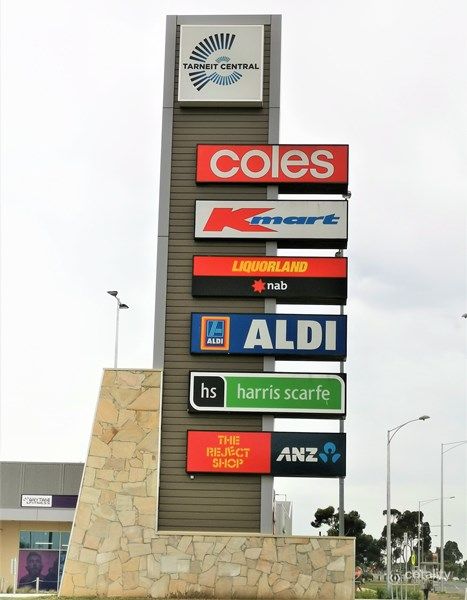 TARNEIT CENTRAL
coles
Kmart
LIQUORLAND
nab
ALDI
ALDI
hs harris scarfe
THE
REJECT
SHOP
ANZ